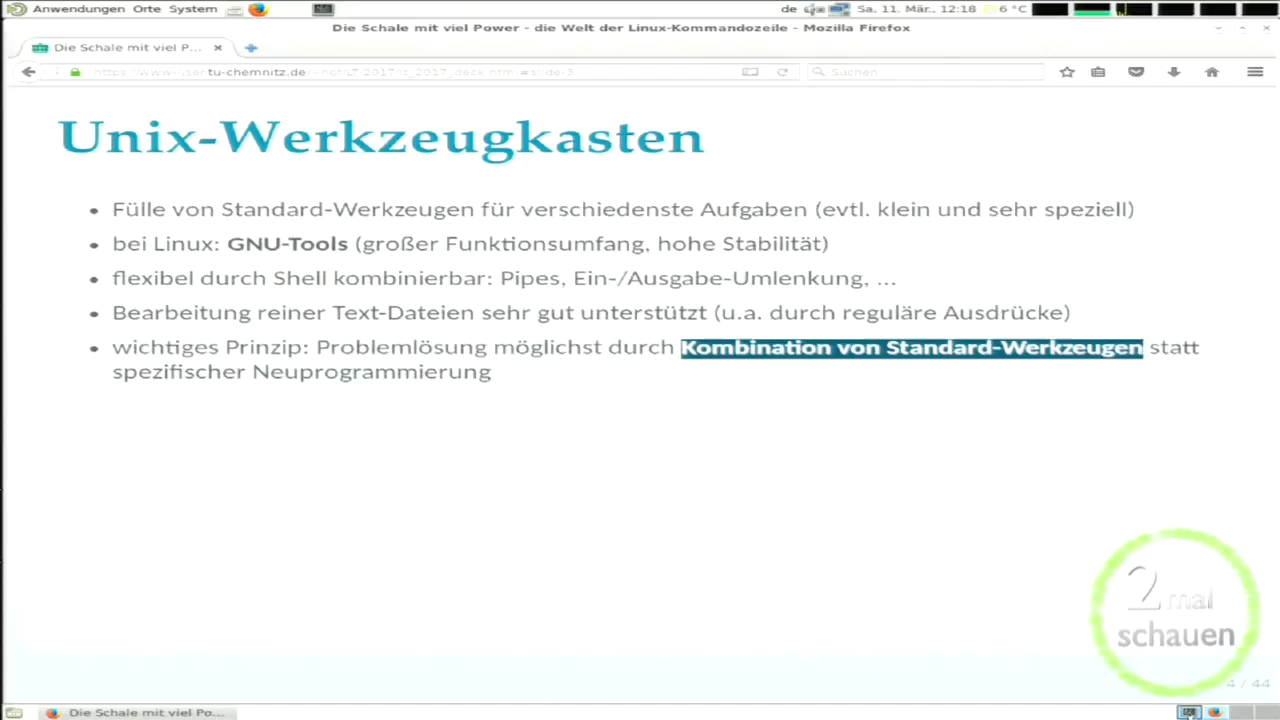 Anwendungen Orte System
de Sa. 11. Mär., 12:18 6 °C
Die Schale mit viel Power - die Welt der Linux-Kommandozeile - Mozilla Firefox
Die Schale mit viel P...
tu-chemnitz.de
Suchen
Unix-Werkzeugkasten
• Fülle von Standard-Werkzeugen für verschiedenste Aufgaben (evtl. klein und sehr speziell)
• bei Linux: GNU-Tools (großer Funktionsumfang, hohe Stabilität)
• flexibel durch Shell kombinierbar: Pipes, Ein-/Ausgabe-Umlenkung, ...
• Bearbeitung reiner Text-Dateien sehr gut unterstützt (u.a. durch reguläre Ausdrücke)
• wichtiges Prinzip: Problemlösung möglichst durch Kombination von Standard-Werkzeugen statt
spezifischer Neuprogrammierung
2 mal
schauen
4 / 44
Die Schale mit viel Po...